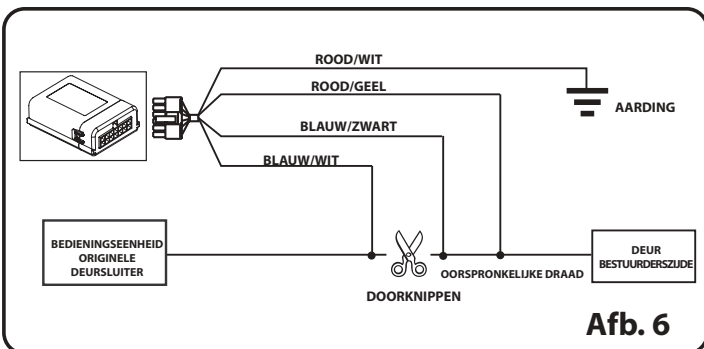 ROOD/WIT
ROOD/GEEL
AARDING
BLAUW/ZWART
BLAUW/WIT
BEDIENINGSEENHEID
ORIGINELE
DEURSLUITER
OORSPRONKELIJKE DRAAD
DEUR
BESTUURDERSZIJDE
DOORKNIPPEN
Afb. 6